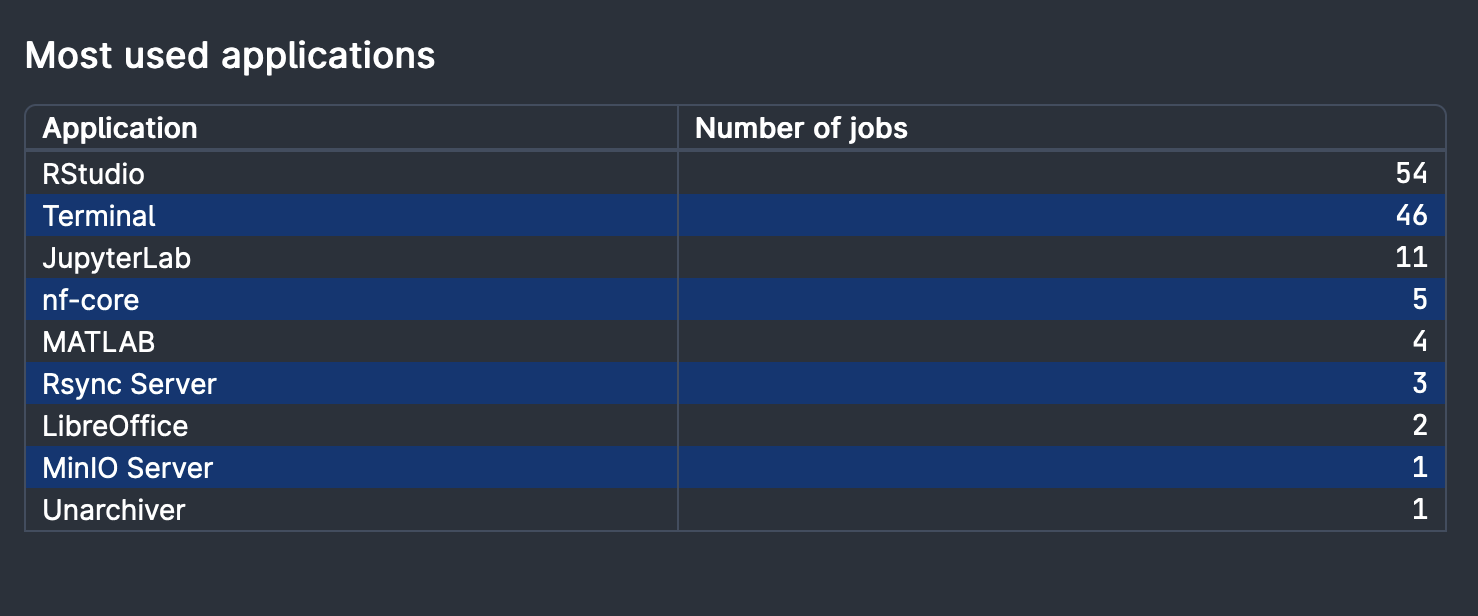 Most used applications
Application Number of jobs
RStudio 54
Terminal 46
JupyterLab 11
nf-core 5
MATLAB 4
Rsync Server 3
LibreOffice 2
MinIO Server 1
Unarchiver 1